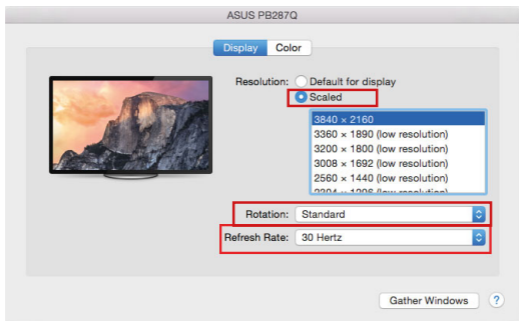 ASUS PB287Q
Display Color
Resolution: Default for display
Scaled
3840 × 2160
3360 × 1890 (low resolution)
3200 × 1800 (low resolution)
3008 × 1692 (low resolution)
2560 × 1440 (low resolution)
Rotation: Standard
Refresh Rate: 30 Hertz
Gather Windows ?